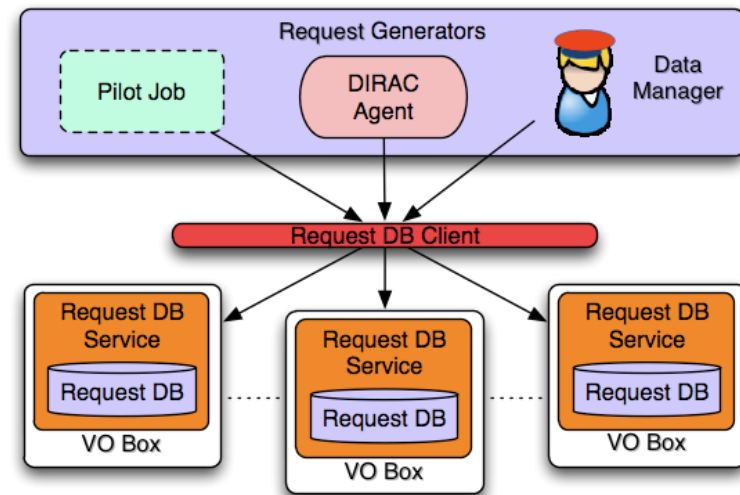 Request Generators
Pilot Job
DIRAC
Agent
Data
Manager
Request DB Client
Request DB
Service
Request DB
VO Box
Request DB
Service
Request DB
VO Box
Request DB
Service
Request DB
VO Box